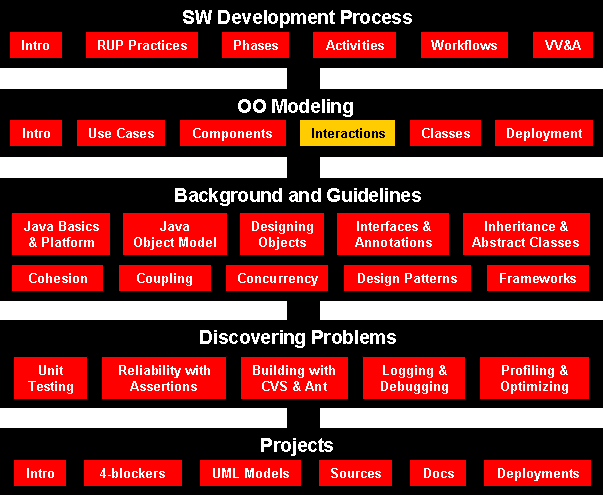 SW Development Process
Intro RUP Practices Phases Activities Workflows VV&A
OO Modeling
Intro Use Cases Components Interactions Classes Deployment
Background and Guidelines
Java Basics & Platform
Java Object Model
Designing Objects
Interfaces & Annotations
Inheritance & Abstract Classes
Cohesion Coupling Concurrency Design Patterns Frameworks
Discovering Problems
Unit Testing
Reliability with Assertions
Building with CVS & Ant
Logging & Debugging
Profiling & Optimizing
Projects
Intro 4-blockers UML Models Sources Docs Deployments